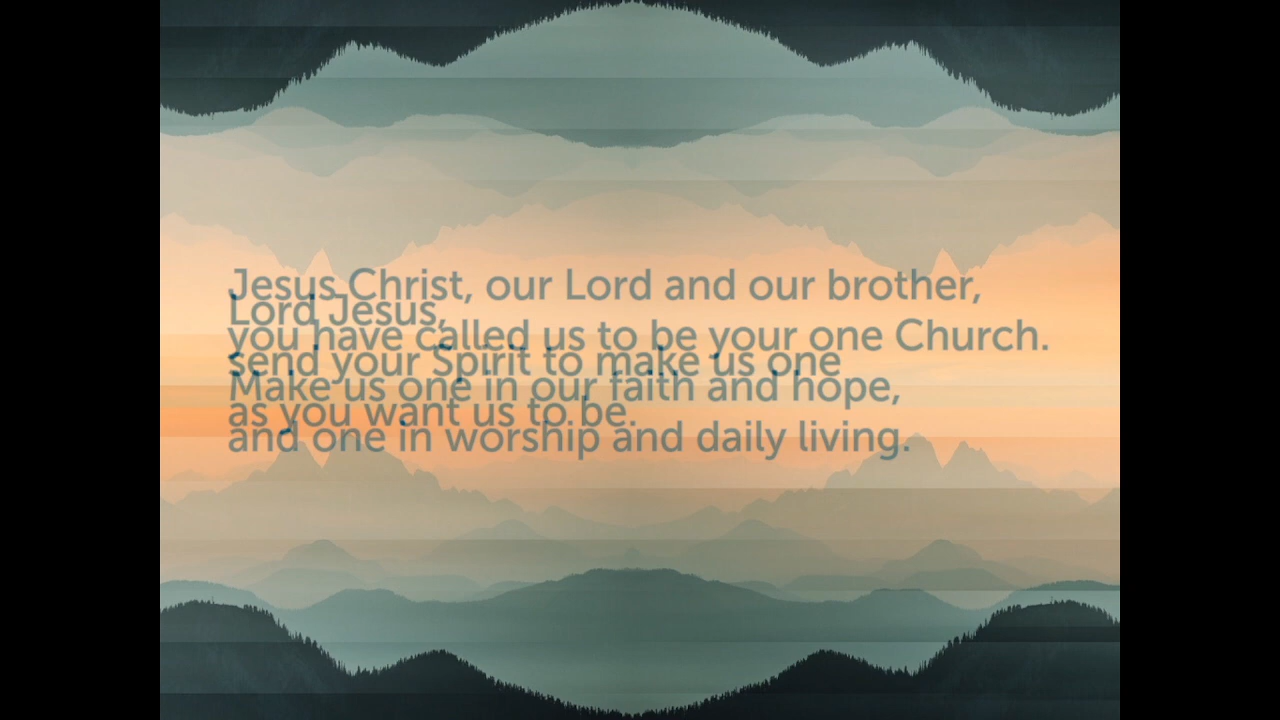 Jesus Christ, our Lord and our brother,
Lord Jesus,
you have called us to be your one Church.
send your Spirit to make us one
Make us one in our faith and hope,
as you want us to be.
and one in worship and daily living.